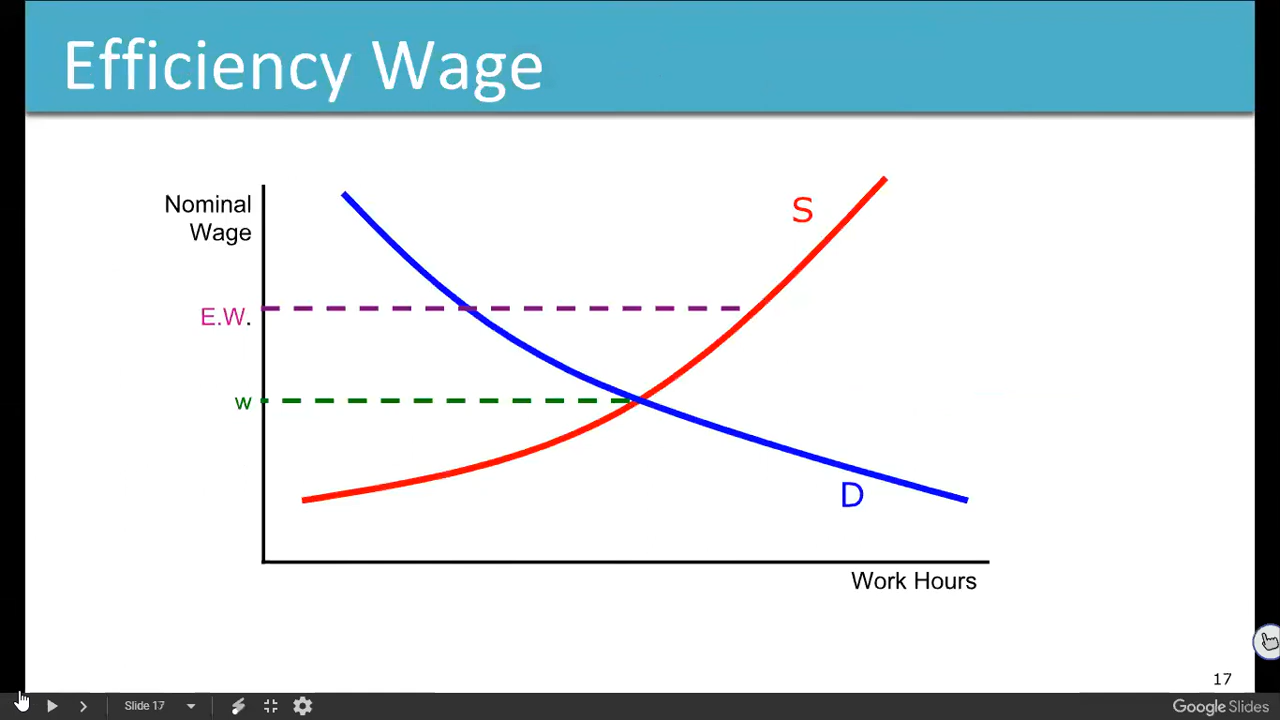 Efficiency Wage
Nominal
Wage
S
E.W.
w
D
Work Hours
17
Slide 17
Google Slides